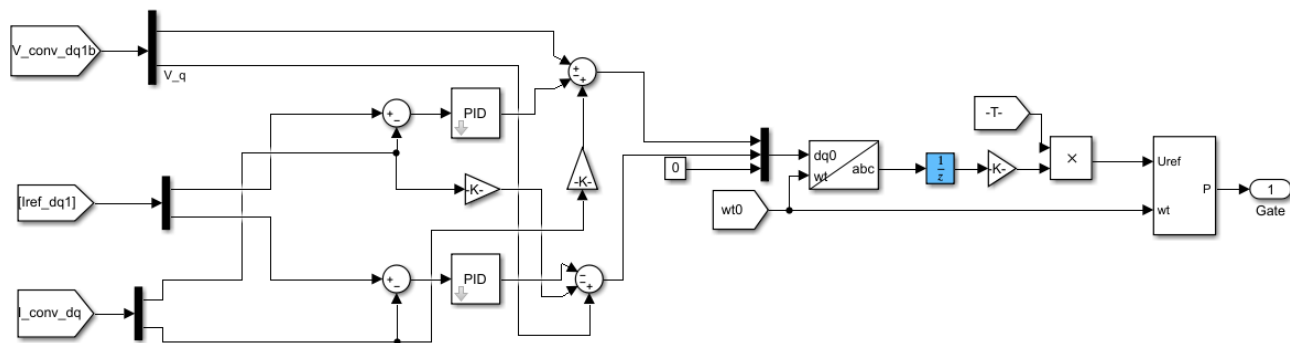 V_conv_dq1b
V_q
+
-
+
+
-
PID
-T-
0
dq0
wt
abc
1
z
-K-
×
Uref
wt
P
1
Gate
[Iref_dq1]
-K-
-K-
wt0
+
-
PID
-
-
+
I_conv_dq